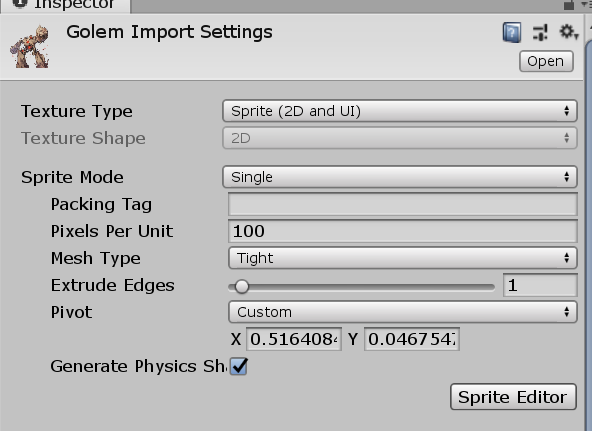 Inspector
Golem Import Settings
Open
Texture Type Sprite (2D and UI)
Texture Shape 2D
Sprite Mode Single
Packing Tag
Pixels Per Unit 100
Mesh Type Tight
Extrude Edges 1
Pivot Custom
X 0.5164084 Y 0.046754
Generate Physics Sh
Sprite Editor